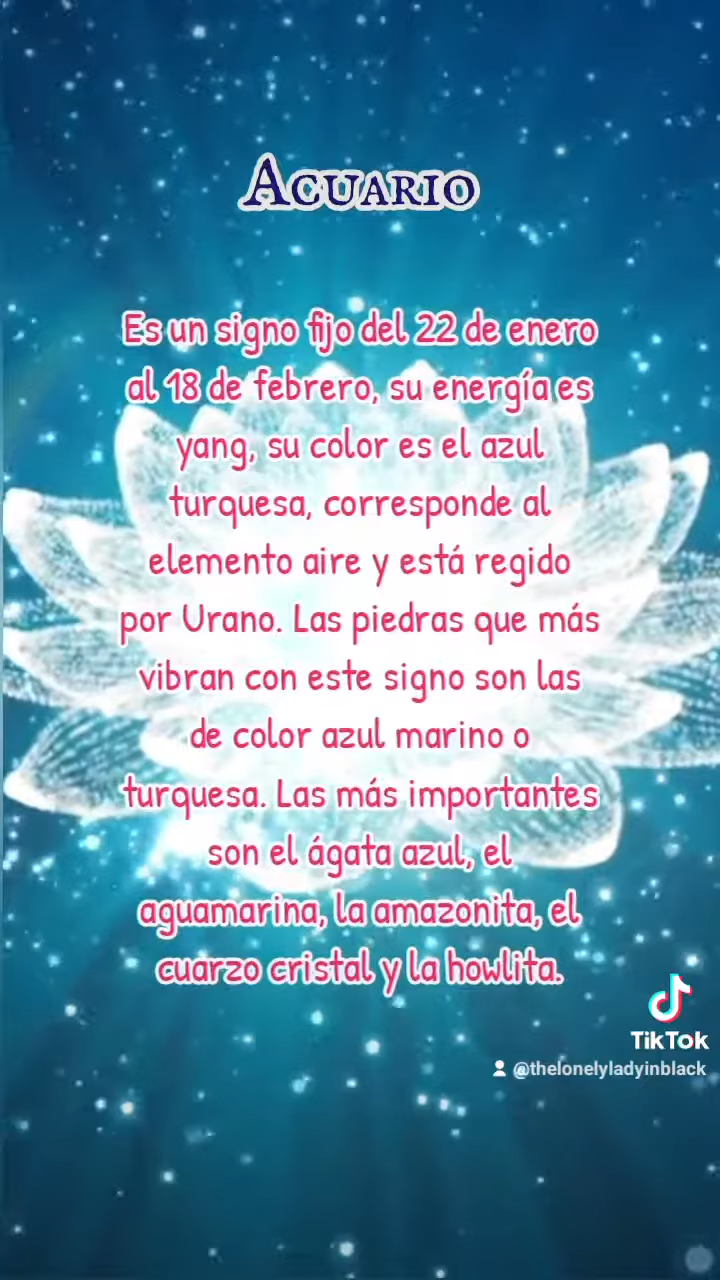 Acuario
Es un signo fijo del 22 de enero
al 18 de febrero, su energía es
yang, su color es el azul
turquesa, corresponde al
elemento aire y está regido
por Urano. Las piedras que más
vibran con este signo son las
de color azul marino o
turquesa. Las más importantes
son el ágata azul, el
aguamarina, la amazonita, el
cuarzo cristal y la howlita.
TikTok
@thelonelyladyinblack